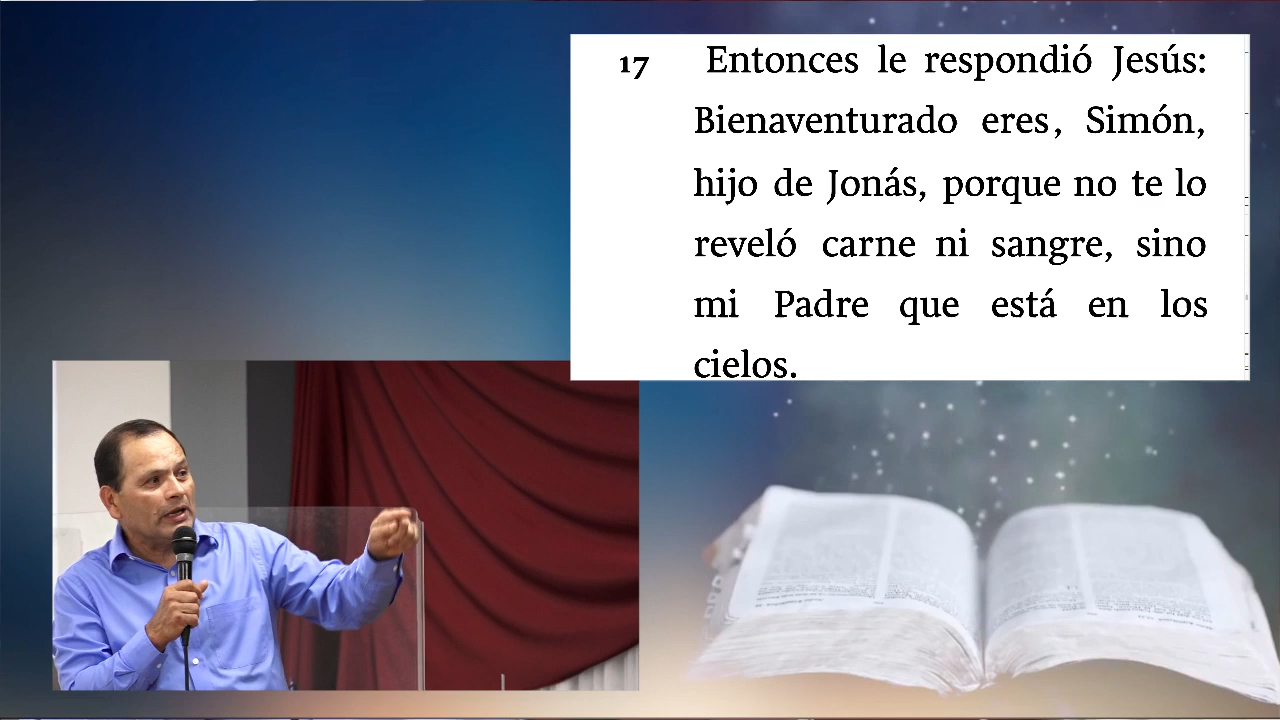 17 Entonces le respondió Jesús:
Bienaventurado eres, Simón,
hijo de Jonás, porque no te lo
reveló carne ni sangre, sino
mi Padre que está en los
cielos.